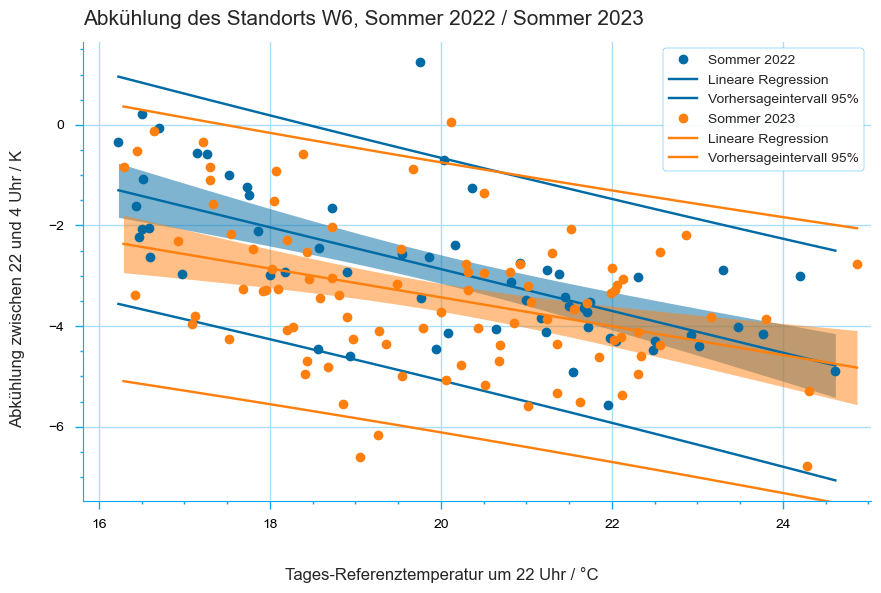 Abkühlung des Standorts W6, Sommer 2022 / Sommer 2023
Sommer 2022
Lineare Regression
Vorhersageintervall 95%
Sommer 2023
Lineare Regression
Vorhersageintervall 95%
Abkühlung zwischen 22 und 4 Uhr / K
0
−2
−4
−6
16
18
20
22
24
Tages-Referenztemperatur um 22 Uhr / °C